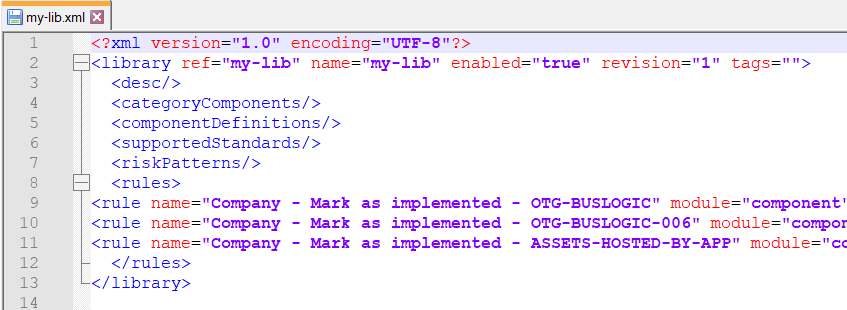 my-lib.xml
1 <?xml version="1.0" encoding="UTF-8"?>
2 <library ref="my-lib" name="my-lib" enabled="true" revision="1" tags="">
3 <desc/>
4 <categoryComponents/>
5 <componentDefinitions/>
6 <supportedStandards/>
7 <riskPatterns/>
8 <rules>
9 <rule name="Company - Mark as implemented - OTG-BUSLOGIC" module="component"
10 <rule name="Company - Mark as implemented - OTG-BUSLOGIC-006" module="compon
11 <rule name="Company - Mark as implemented - ASSETS-HOSTED-BY-APP" module="co
12 </rules>
13 </library>
14